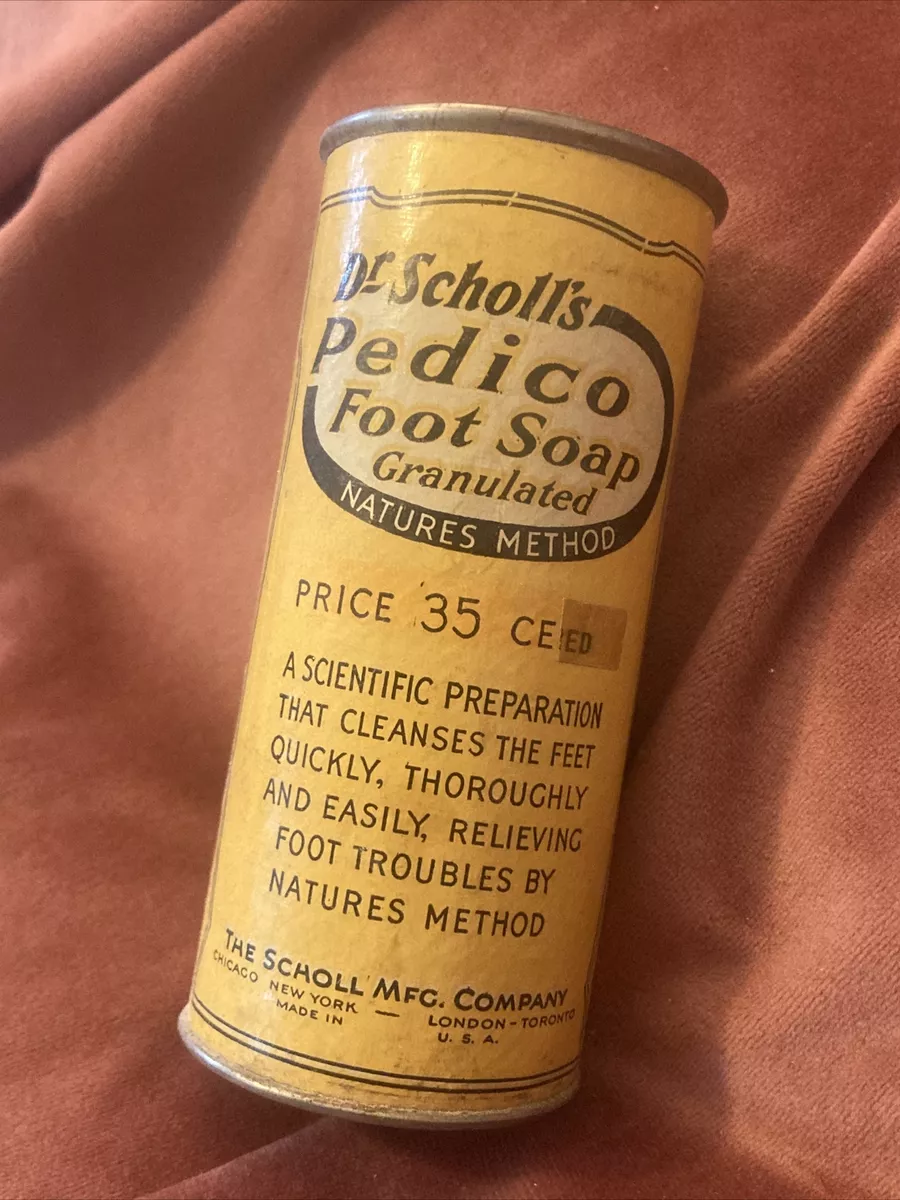 Dr Scholl's
Pedico
Foot Soap
Granulated
NATURES METHOD
PRICE 35 CE
ED
A SCIENTIFIC PREPARATION
THAT CLEANSES THE FEET
QUICKLY, THOROUGHLY
AND EASILY, RELIEVING
FOOT TROUBLES BY
NATURES METHOD
THE SCHOLL MFG. COMPANY
CHICAGO NEW YORK — LONDON - TORONTO
MADE IN U. S. A.